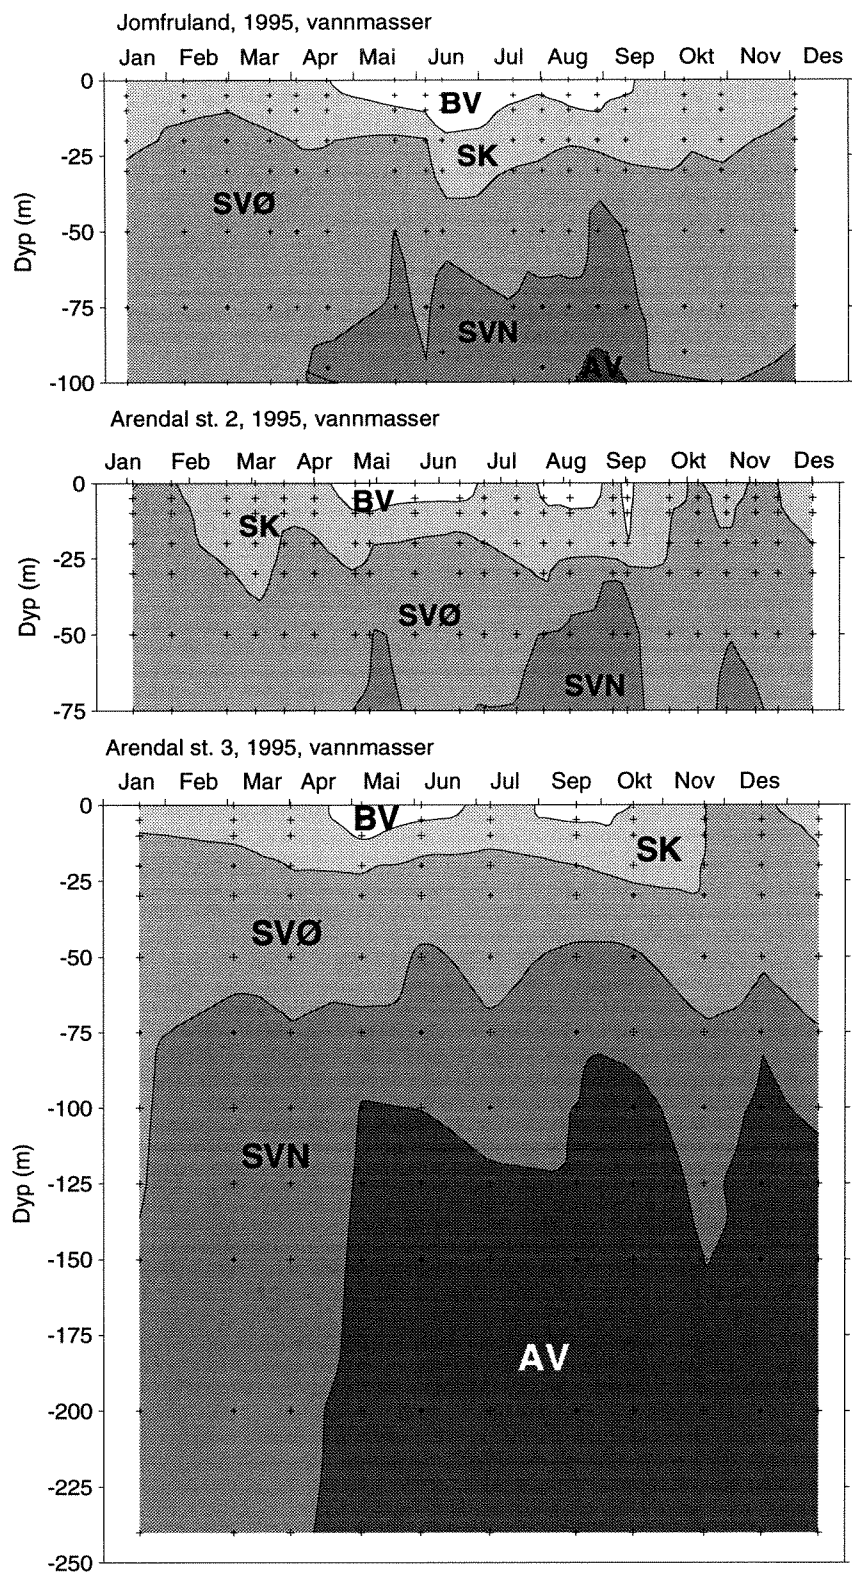 Jomfruland, 1995, vannmasser
Jan Feb Mar Apr Mai Jun Jul Aug Sep Okt Nov Des
0
-25
-50
-75
-100
Dyp (m)
BV
SK
SVØ
SVN
AV
Arendal st. 2, 1995, vannmasser
Jan Feb Mar Apr Mai Jun Jul Aug Sep Okt Nov Des
0
-25
-50
-75
Dyp (m)
BV
SK
SVØ
SVN
Arendal st. 3, 1995, vannmasser
Jan Feb Mar Apr Mai Jun Jul Sep Okt Nov Des
0
-25
-50
-75
-100
-125
-150
-175
-200
-225
-250
Dyp (m)
BV
SK
SVØ
SVN
AV